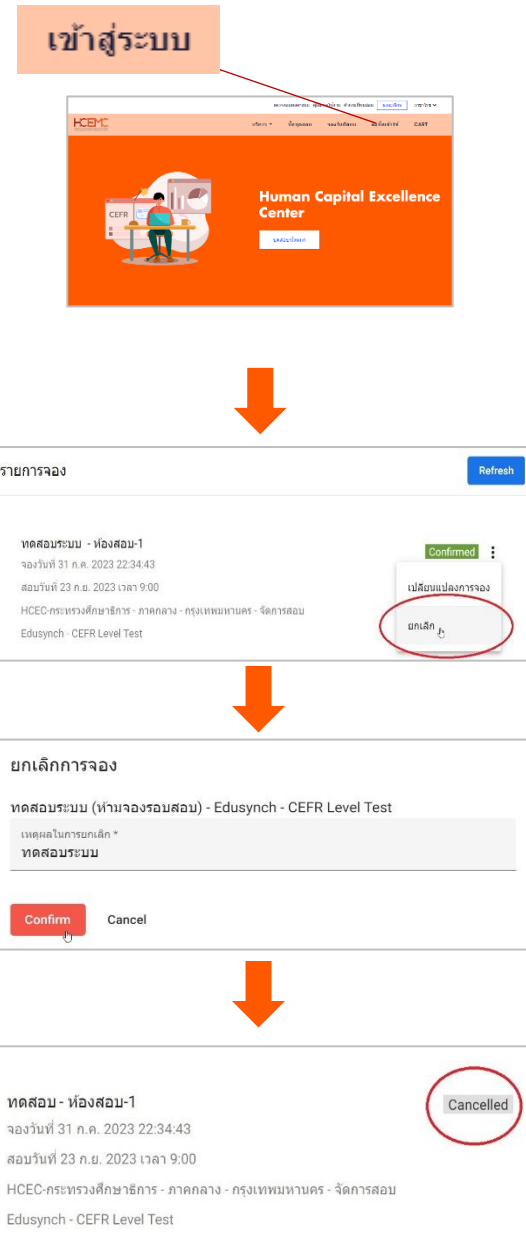 เข้าสู่ระบบ
HCEMC
CART
CEFR
Human Capital Excellence
Center
รายการจอง
Refresh
ทดสอบระบบ - ห้องสอบ-1
Confirmed
จองวันที่ 31 ก.ค. 2023 22:34:43
สอบวันที่ 23 ก.ย. 2023 เวลา 9:00
เปลี่ยนแปลงการจอง
HCEC-กระทรวงศึกษาธิการ - ภาคกลาง - กรุงเทพมหานคร - จัดการสอบ
ยกเลิก
Edusynch - CEFR Level Test
ยกเลิกการจอง
ทดสอบระบบ (ห้ามจองรอบสอบ) - Edusynch - CEFR Level Test
เหตุผลในการยกเลิก *
ทดสอบระบบ
Confirm Cancel
ทดสอบ - ห้องสอบ-1
Cancelled
จองวันที่ 31 ก.ค. 2023 22:34:43
สอบวันที่ 23 ก.ย. 2023 เวลา 9:00
HCEC-กระทรวงศึกษาธิการ - ภาคกลาง - กรุงเทพมหานคร - จัดการสอบ
Edusynch - CEFR Level Test